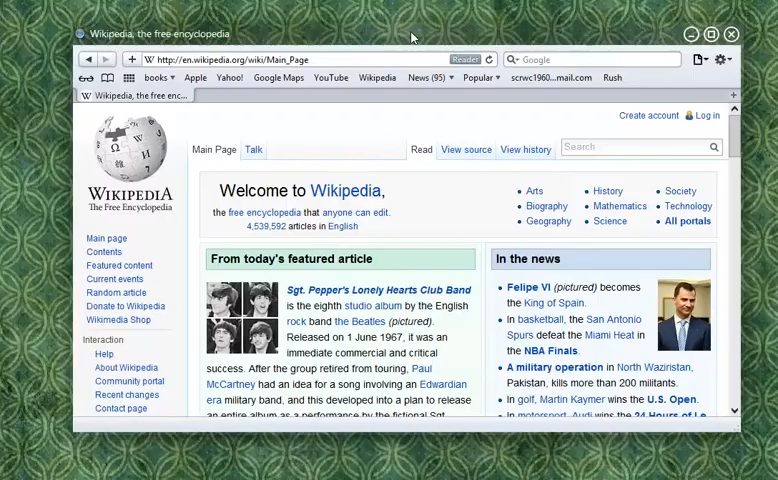 Wikipedia, the free encyclopedia
http://en.wikipedia.org/wiki/Main_Page Reader Google
books Apple Yahoo! Google Maps YouTube Wikipedia News (95) Popular scrwc1960...mail.com Rush
Wikipedia, the free enc...
Create account Log in
Main Page Talk Read View source View history Search
WIKIPEDIA
The Free Encyclopedia
Main page
Contents
Featured content
Current events
Random article
Donate to Wikipedia
Wikimedia Shop
Interaction
Help
About Wikipedia
Community portal
Recent changes
Contact page
Welcome to Wikipedia,
the free encyclopedia that anyone can edit.
4,539,592 articles in English
Arts History Society
Biography Mathematics Technology
Geography Science All portals
From today's featured article
Sgt. Pepper's Lonely Hearts Club Band
is the eighth studio album by the English
rock band the Beatles (pictured).
Released on 1 June 1967, it was an
immediate commercial and critical
success. After the group retired from touring, Paul
McCartney had an idea for a song involving an Edwardian
era military band, and this developed into a plan to release
an entire album as a performance by the fictional Sgt.
In the news
Felipe VI (pictured) becomes
the King of Spain.
In basketball, the San Antonio
Spurs defeat the Miami Heat in
the NBA Finals.
A military operation in North Waziristan,
Pakistan, kills more than 200 militants.
In golf, Martin Kaymer wins the U.S. Open.
In motorsport, Audi wins the 24 Hours of Le